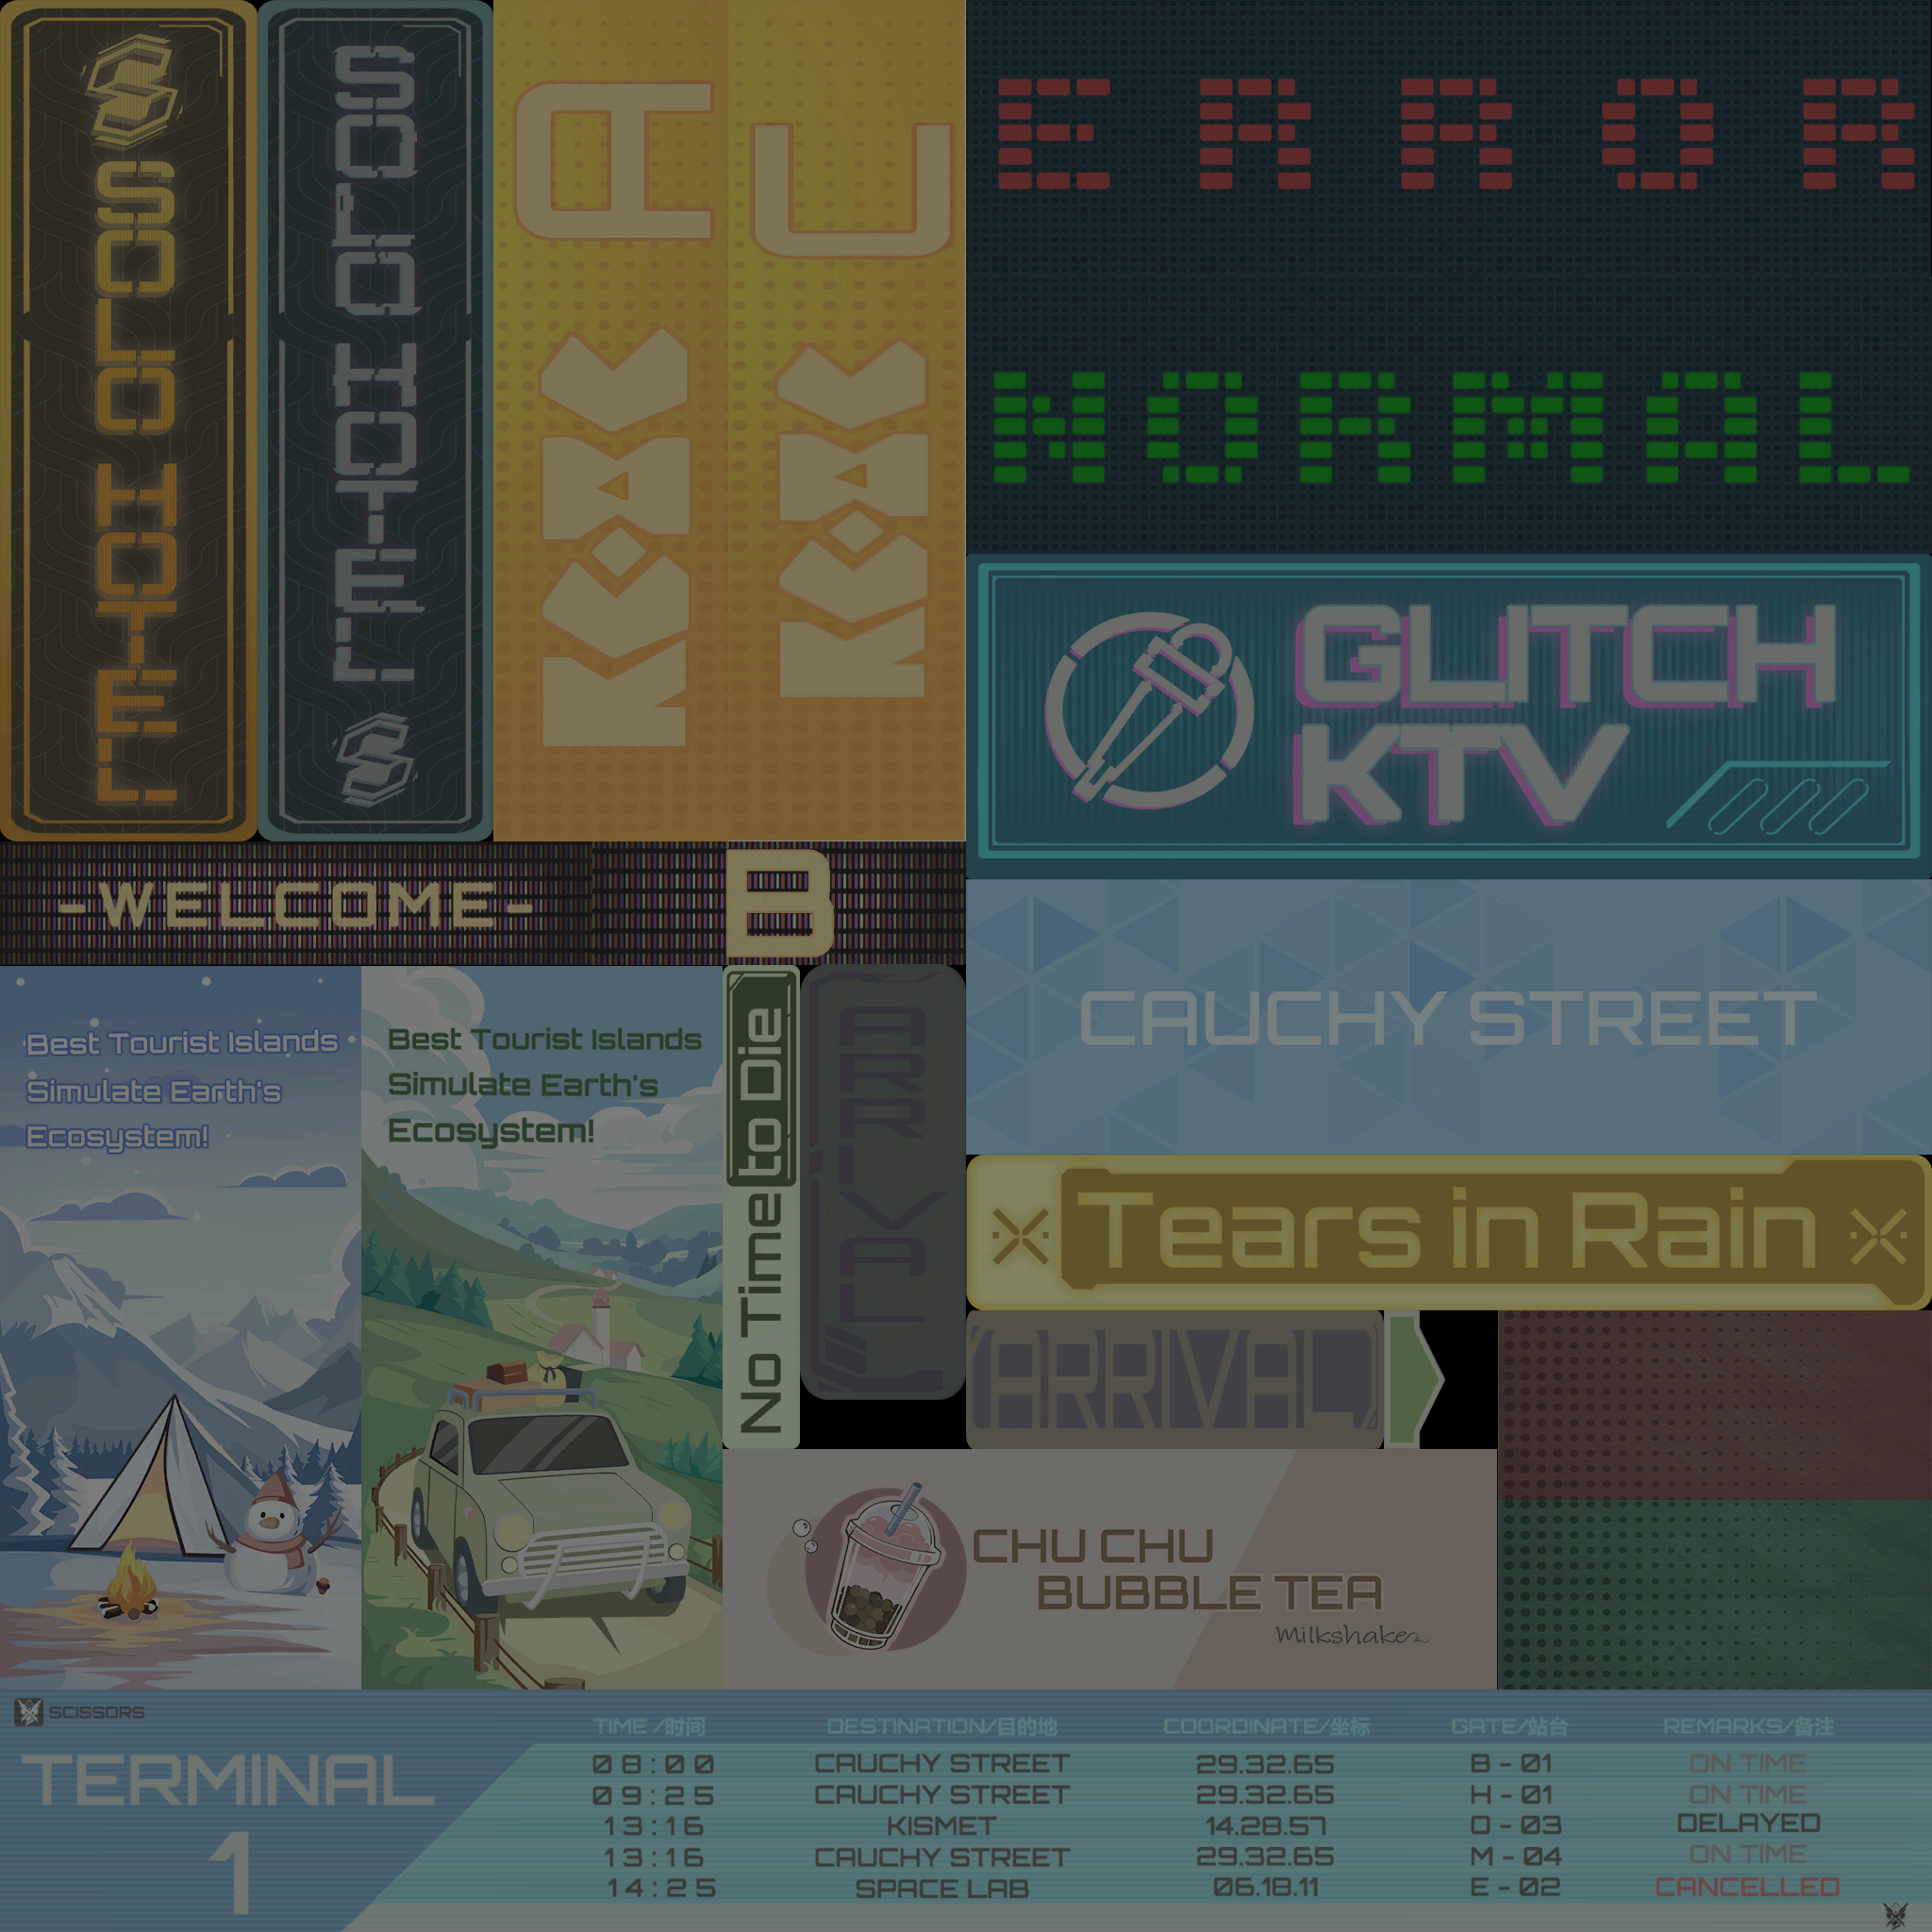 SOLO HOTEL
SOLO HOTEL
A
C
ERROR
NORMAL
GLITCH
KTV
-WELCOME-
B
CAUCHY STREET
Best Tourist Islands
Simulate Earth's
Ecosystem!
Best Tourist Islands
Simulate Earth's
Ecosystem!
No Time to Die
ARRIVAL
Tears in Rain
ARRIVAL
CHU CHU
BUBBLE TEA
Milkshake
SCISSORS
TERMINAL
1
TIME /时间 DESTINATION/目的地 COORDINATE/坐标 GATE/站台 REMARKS/备注
08:00 CAUCHY STREET 29.32.65 B - 01 ON TIME
09:25 CAUCHY STREET 29.32.65 H - 01 ON TIME
13:16 KISMET 14.28.57 O - 03 DELAYED
13:16 CAUCHY STREET 29.32.65 M - 04 ON TIME
14:25 SPACE LAB 06.18.11 E - 02 CANCELLED